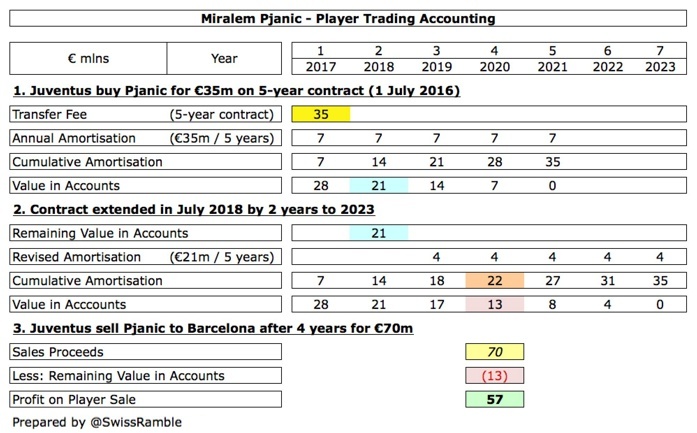 Miralem Pjanic - Player Trading Accounting
€ mlns Year 1 2 3 4 5 6 7
2017 2018 2019 2020 2021 2022 2023
1. Juventus buy Pjanic for €35m on 5-year contract (1 July 2016)
Transfer Fee (5-year contract) 35
Annual Amortisation (€35m / 5 years) 7 7 7 7 7
Cumulative Amortisation 7 14 21 28 35
Value in Accounts 28 21 14 7 0
2. Contract extended in July 2018 by 2 years to 2023
Remaining Value in Accounts 21
Revised Amortisation (€21m / 5 years) 4 4 4 4 4
Cumulative Amortisation 7 14 18 22 27 31 35
Value in Acccounts 28 21 17 13 8 4 0
3. Juventus sell Pjanic to Barcelona after 4 years for €70m
Sales Proceeds 70
Less: Remaining Value in Accounts (13)
Profit on Player Sale 57
Prepared by @SwissRamble